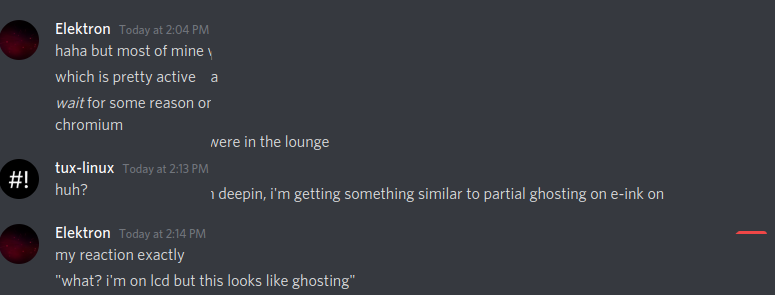 Elektron Today at 2:04 PM
haha but most of mine
which is pretty active a
wait for some reason or
chromium
were in the lounge
tux-linux Today at 2:13 PM
#! huh?
n deepin, i'm getting something similar to partial ghosting on e-ink on
Elektron Today at 2:14 PM
my reaction exactly
"what? i'm on lcd but this looks like ghosting"